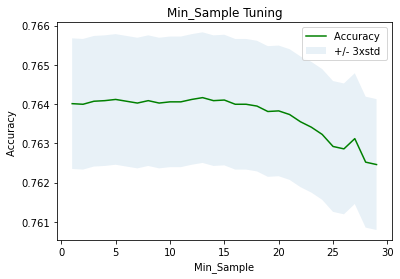 Min_Sample Tuning
Accuracy
+/- 3xstd
0.766
0.765
0.764
0.763
0.762
0.761
Accuracy
0
5
10
15
20
25
30
Min_Sample